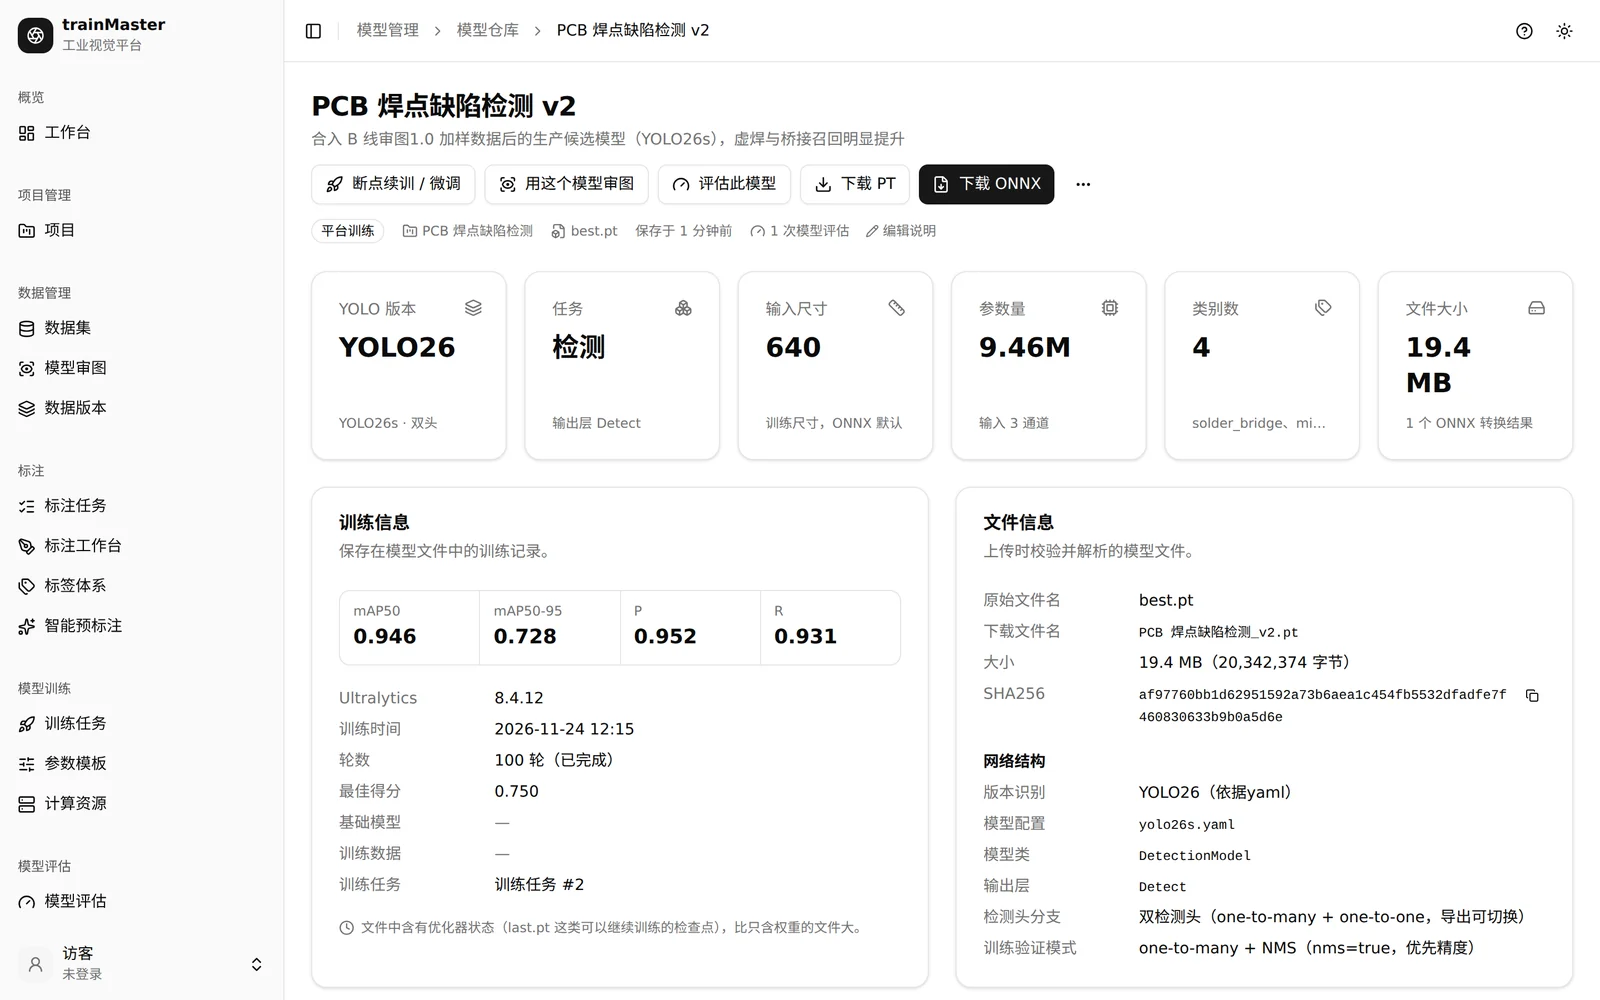 trainMaster
工业视觉平台
概览
工作台
项目管理
项目
数据管理
数据集
模型审图
数据版本
标注
标注任务
标注工作台
标签体系
智能预标注
模型训练
训练任务
参数模板
计算资源
模型评估
模型评估
访客
未登录
模型管理 > 模型仓库 > PCB 焊点缺陷检测 v2
PCB 焊点缺陷检测 v2
合入 B 线审图1.0 加样数据后的生产候选模型（YOLO26s），虚焊与桥接召回明显提升
断点续训 / 微调 用这个模型审图 评估此模型 下载 PT 下载 ONNX
平台训练 PCB 焊点缺陷检测 best.pt 保存于 1 分钟前 1 次模型评估 编辑说明
YOLO 版本
YOLO26
YOLO26s · 双头
任务
检测
输出层 Detect
输入尺寸
640
训练尺寸，ONNX 默认
参数量
9.46M
输入 3 通道
类别数
4
solder_bridge、mi...
文件大小
19.4
MB
1 个 ONNX 转换结果
训练信息
保存在模型文件中的训练记录。
mAP50 mAP50-95 P R
0.946 0.728 0.952 0.931
Ultralytics 8.4.12
训练时间 2026-11-24 12:15
轮数 100 轮（已完成）
最佳得分 0.750
基础模型 —
训练数据 —
训练任务 训练任务 #2
文件中含有优化器状态（last.pt 这类可以继续训练的检查点），比只含权重的文件大。
文件信息
上传时校验并解析的模型文件。
原始文件名 best.pt
下载文件名 PCB 焊点缺陷检测_v2.pt
大小 19.4 MB（20,342,374 字节）
SHA256 af97760bb1d62951592a73b6aea1c454fb5532dfadfe7f
460830633b9b0a5d6e
网络结构
版本识别 YOLO26（依据yaml）
模型配置 yolo26s.yaml
模型类 DetectionModel
输出层 Detect
检测头分支 双检测头（one-to-many + one-to-one，导出可切换）
训练验证模式 one-to-many + NMS（nms=true，优先精度）